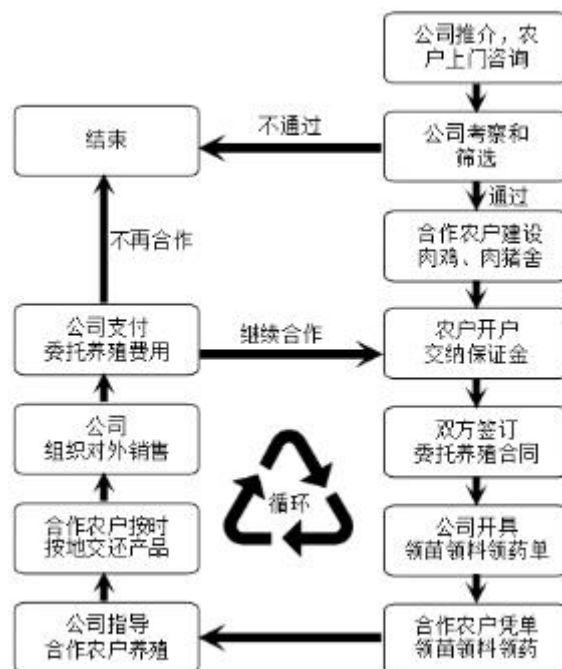 公司推介，农
户上门咨询
结束
不通过
公司考察和
筛选
通过
合作农户建设
肉鸡、肉猪舍
不再合作
公司支付
委托养殖费用
继续合作
农户开户
交纳保证金
公司
组织对外销售
双方签订
委托养殖合同
循环
合作农户按时
按地交还产品
公司开具
领苗领料领药单
公司指导
合作农户养殖
合作农户凭单
领苗领料领药